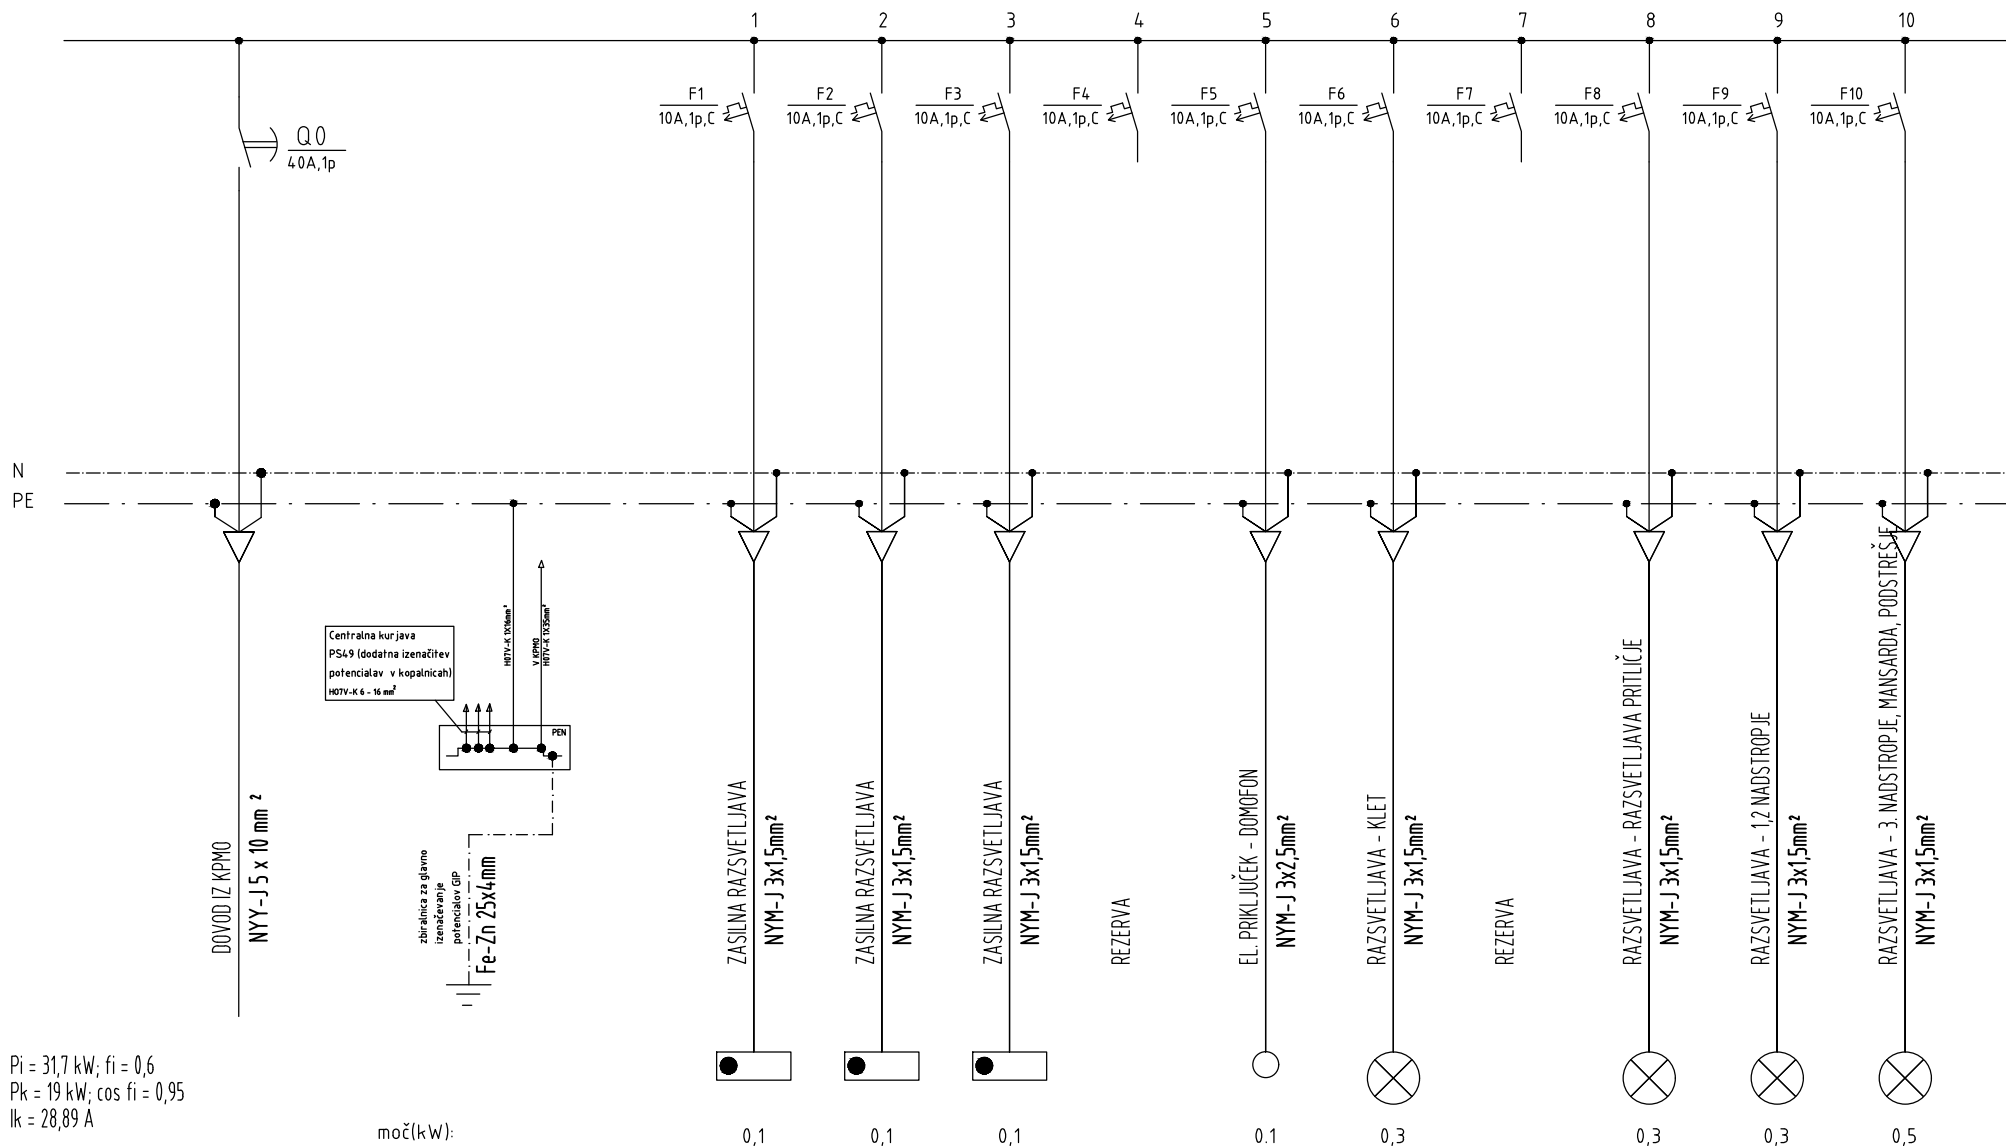 1 2 3 4 5 6 7 8 9 10
F1
10A,1p,C
F2
10A,1p,C
F3
10A,1p,C
F4
10A,1p,C
F5
10A,1p,C
F6
10A,1p,C
F7
10A,1p,C
F8
10A,1p,C
F9
10A,1p,C
F10
10A,1p,C
Q0
40A,1p
N
PE
DOVOD IZ KPMO
NYY-J 5 x 10 mm²
Centralna kurjava
PS49 (dodatna izenačitev
potencialav v kopalnicah)
H07V-K 6 - 16 mm²
H07V-K 1X16mm²
V KPMO
H07V-K 1X35mm²
PEN
zbiralnica za glavno
izenačevanje
potencialov GIP
Fe-Zn 25x4mm
ZASILNA RAZSVETLJAVA
NYM-J 3x1,5mm²
ZASILNA RAZSVETLJAVA
NYM-J 3x1,5mm²
ZASILNA RAZSVETLJAVA
NYM-J 3x1,5mm²
REZERVA
EL. PRIKLJUČEK - DOMOFON
NYM-J 3x2,5mm²
RAZSVETLJAVA - KLET
NYM-J 3x1,5mm²
REZERVA
RAZSVETLJAVA - RAZSVETLJAVA PRITLIČJE
NYM-J 3x1,5mm²
RAZSVETLJAVA - 1,2 NADSTROPJE
NYM-J 3x1,5mm²
RAZSVETLJAVA - 3. NADSTROPJE, MANSARDA, PODSTREŠJE
NYM-J 3x1,5mm²
Pi = 31,7 kW; fi = 0,6
Pk = 19 kW; cos fi = 0,95
Ik = 28,89 A
moč(kW): 0,1 0,1 0,1 0.1 0,3 0,3 0,3 0,5